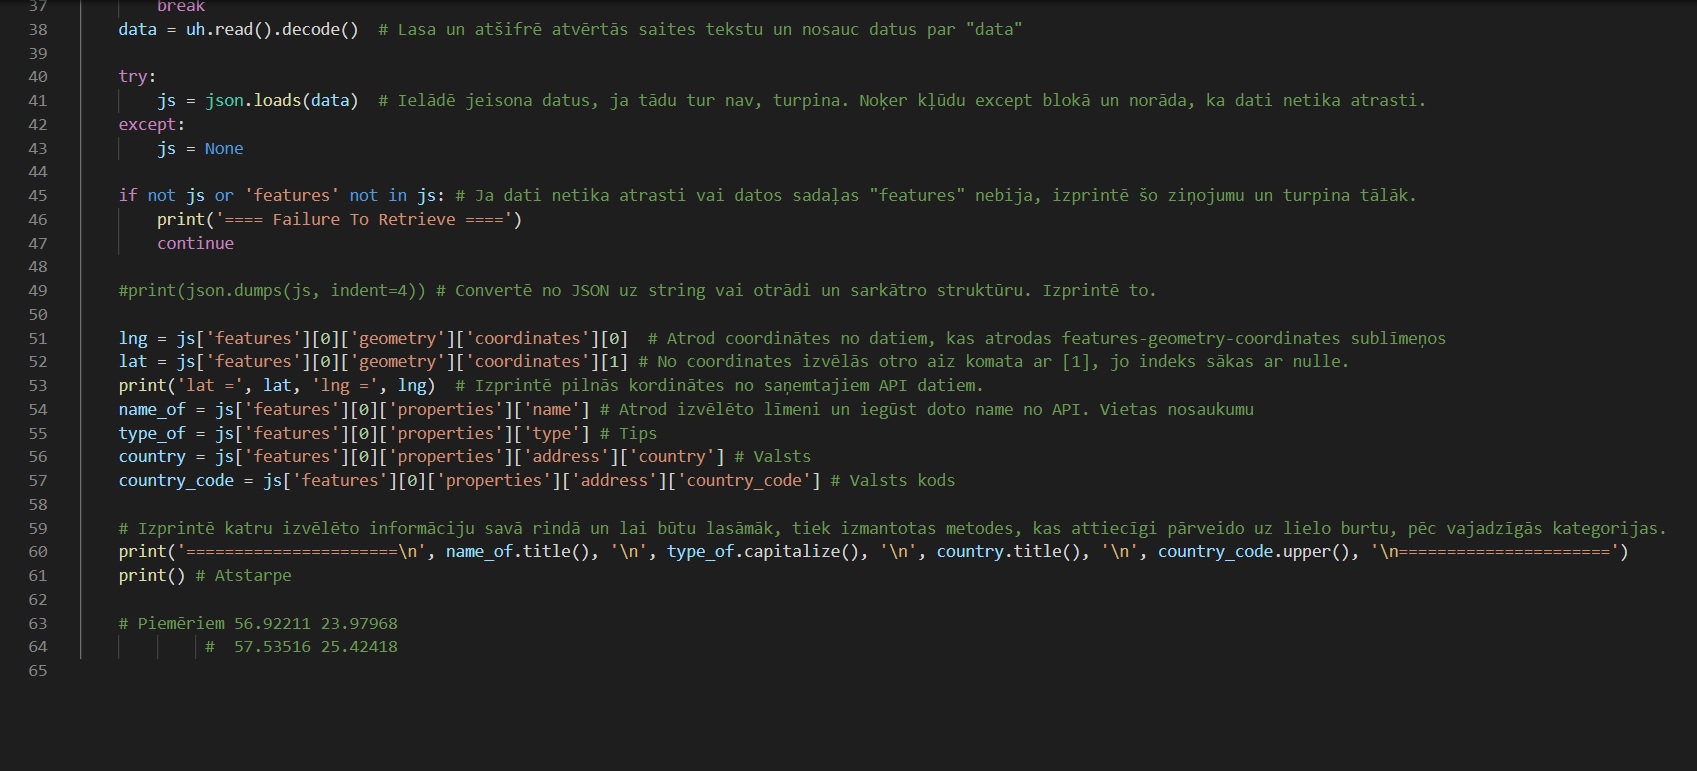 37 break
38 data = uh.read().decode()  # Lasa un atšifrē atvērtās saites tekstu un nosauc datus par "data"
39
40 try:
41 js = json.loads(data)  # Ielādē jeisona datus, ja tādu tur nav, turpina. Noķer kļūdu except blokā un norāda, ka dati netika atrasti.
42 except:
43 js = None
44
45 if not js or 'features' not in js: # Ja dati netika atrasti vai datos sadaļas "features" nebija, izprintē šo ziņojumu un turpina tālāk.
46 print('==== Failure To Retrieve ====')
47 continue
48
49 #print(json.dumps(js, indent=4)) # Convertē no JSON uz string vai otrādi un sarkātro struktūru. Izprintē to.
50
51 lng = js['features'][0]['geometry']['coordinates'][0]  # Atrod coordinātes no datiem, kas atrodas features-geometry-coordinates sublīmeņos
52 lat = js['features'][0]['geometry']['coordinates'][1] # No coordinates izvēlās otro aiz komata ar [1], jo indeks sākas ar nulle.
53 print('lat =', lat, 'lng =', lng)  # Izprintē pilnās kordinātes no saņemtajiem API datiem.
54 name_of = js['features'][0]['properties']['name'] # Atrod izvēlēto līmeni un iegūst doto name no API. Vietas nosaukumu
55 type_of = js['features'][0]['properties']['type'] # Tips
56 country = js['features'][0]['properties']['address']['country'] # Valsts
57 country_code = js['features'][0]['properties']['address']['country_code'] # Valsts kods
58
59 # Izprintē katru izvēlēto informāciju savā rindā un lai būtu lasāmāk, tiek izmantotas metodes, kas attiecīgi pārveido uz lielo burtu, pēc vajadzīgās kategorijas.
60 print('======================\n', name_of.title(), '\n', type_of.capitalize(), '\n', country.title(), '\n', country_code.upper(), '\n======================')
61 print() # Atstarpe
62
63 # Piemēriem 56.92211 23.97968
64 #  57.53516 25.42418
65